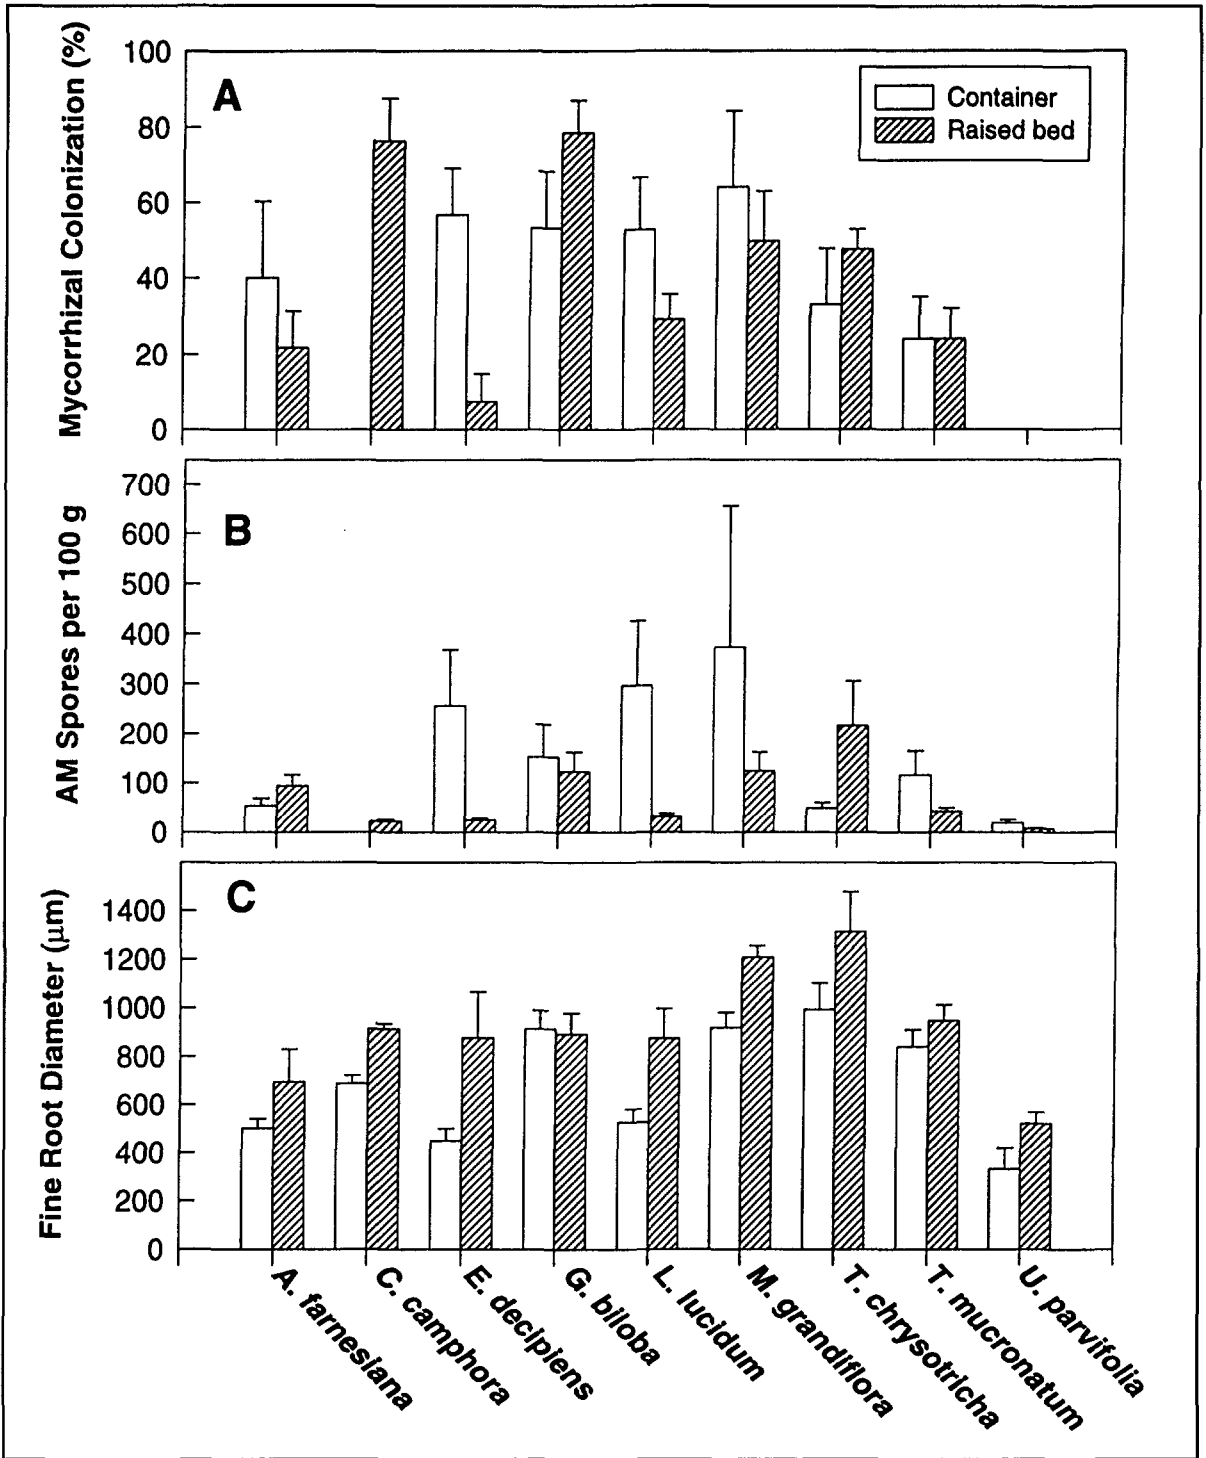 Mycorrhizal Colonization (%)
100
80
60
40
20
0
A
Container
Raised bed
AM Spores per 100 g
700
600
500
400
300
200
100
0
B
Fine Root Diameter (μm)
1400
1200
1000
800
600
400
200
0
C
A. farnesiana
C. camphora
E. decipiens
G. biloba
L. lucidum
M. grandiflora
T. chrysotricha
T. mucronatum
U. parvifolia